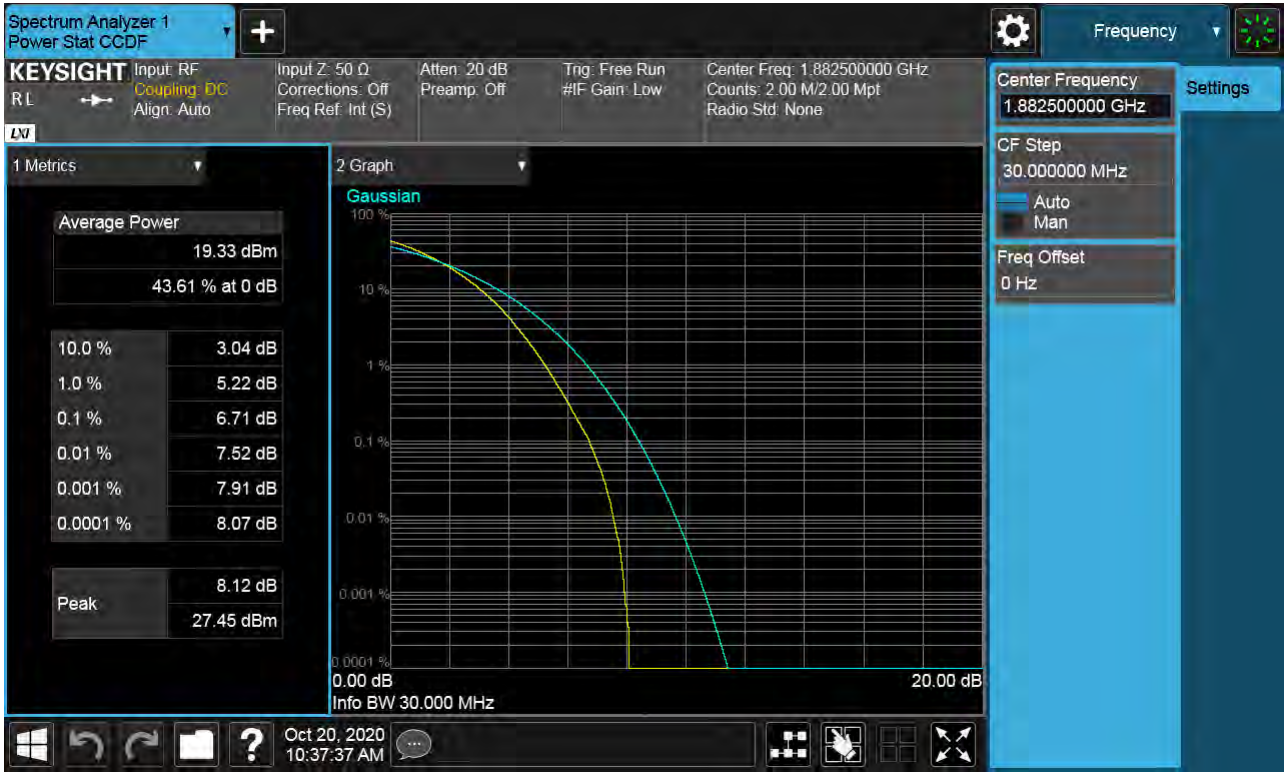 Spectrum Analyzer 1
Power Stat CCDF
+
Frequency
KEYSIGHT
RL
LXI
Input: RF
Coupling: DC
Align: Auto
Input Z: 50 Ω
Corrections: Off
Freq Ref: Int (S)
Atten: 20 dB
Preamp: Off
Trig: Free Run
#IF Gain: Low
Center Freq: 1.882500000 GHz
Counts: 2.00 M/2.00 Mpt
Radio Std: None
Center Frequency
1.882500000 GHz
Settings
CF Step
30.000000 MHz
Auto
Man
Freq Offset
0 Hz
1 Metrics
Average Power
19.33 dBm
43.61 % at 0 dB
10.0 % 3.04 dB
1.0 % 5.22 dB
0.1 % 6.71 dB
0.01 % 7.52 dB
0.001 % 7.91 dB
0.0001 % 8.07 dB
Peak
8.12 dB
27.45 dBm
2 Graph
Gaussian
100 %
10 %
1 %
0.1 %
0.01 %
0.001 %
0.0001 %
0.00 dB
20.00 dB
Info BW 30.000 MHz
?
Oct 20, 2020
10:37:37 AM